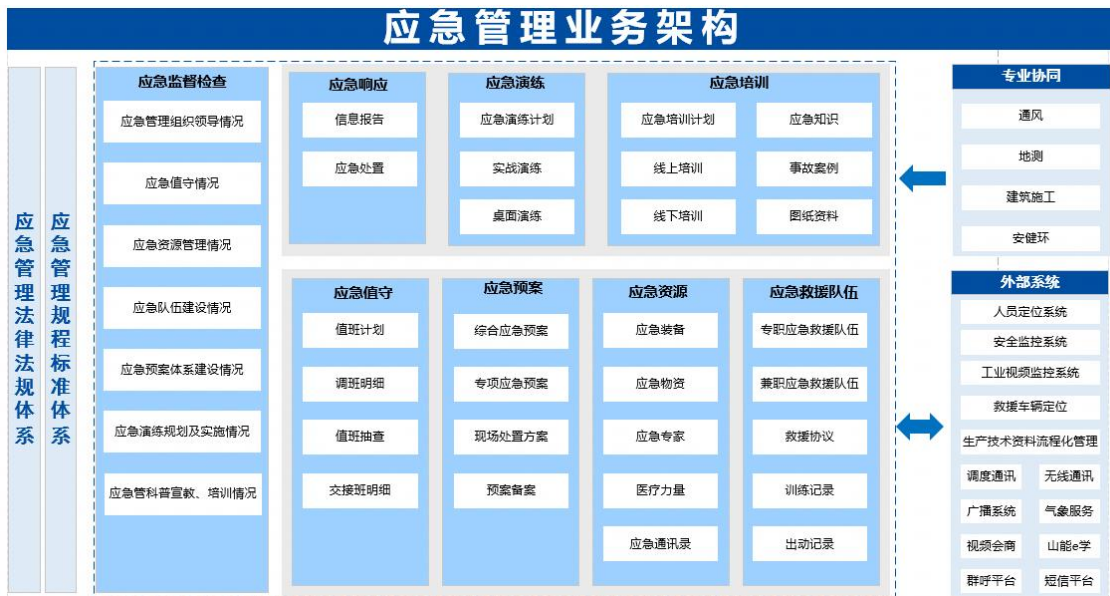 应急管理业务架构
应急管理法律法规体系
应急管理规程标准体系
应急监督检查
应急管理组织领导情况
应急值守情况
应急资源管理情况
应急队伍建设情况
应急预案体系建设情况
应急演练规划及实施情况
应急管科普宣教、培训情况
应急响应
信息报告
应急处置
应急演练
应急演练计划
实战演练
桌面演练
应急培训
应急培训计划
应急知识
线上培训
事故案例
线下培训
图纸资料
应急值守
值班计划
调班明细
值班抽查
交接班明细
应急预案
综合应急预案
专项应急预案
现场处置方案
预案备案
应急资源
应急装备
应急物资
应急专家
医疗力量
应急通讯录
应急救援队伍
专职应急救援队伍
兼职应急救援队伍
救援协议
训练记录
出动记录
专业协同
通风
地测
建筑施工
安健环
外部系统
人员定位系统
安全监控系统
工业视频监控系统
救援车辆定位
生产技术资料流程化管理
调度通讯
无线通讯
广播系统
气象服务
视频会商
山能e学
群呼平台
短信平台